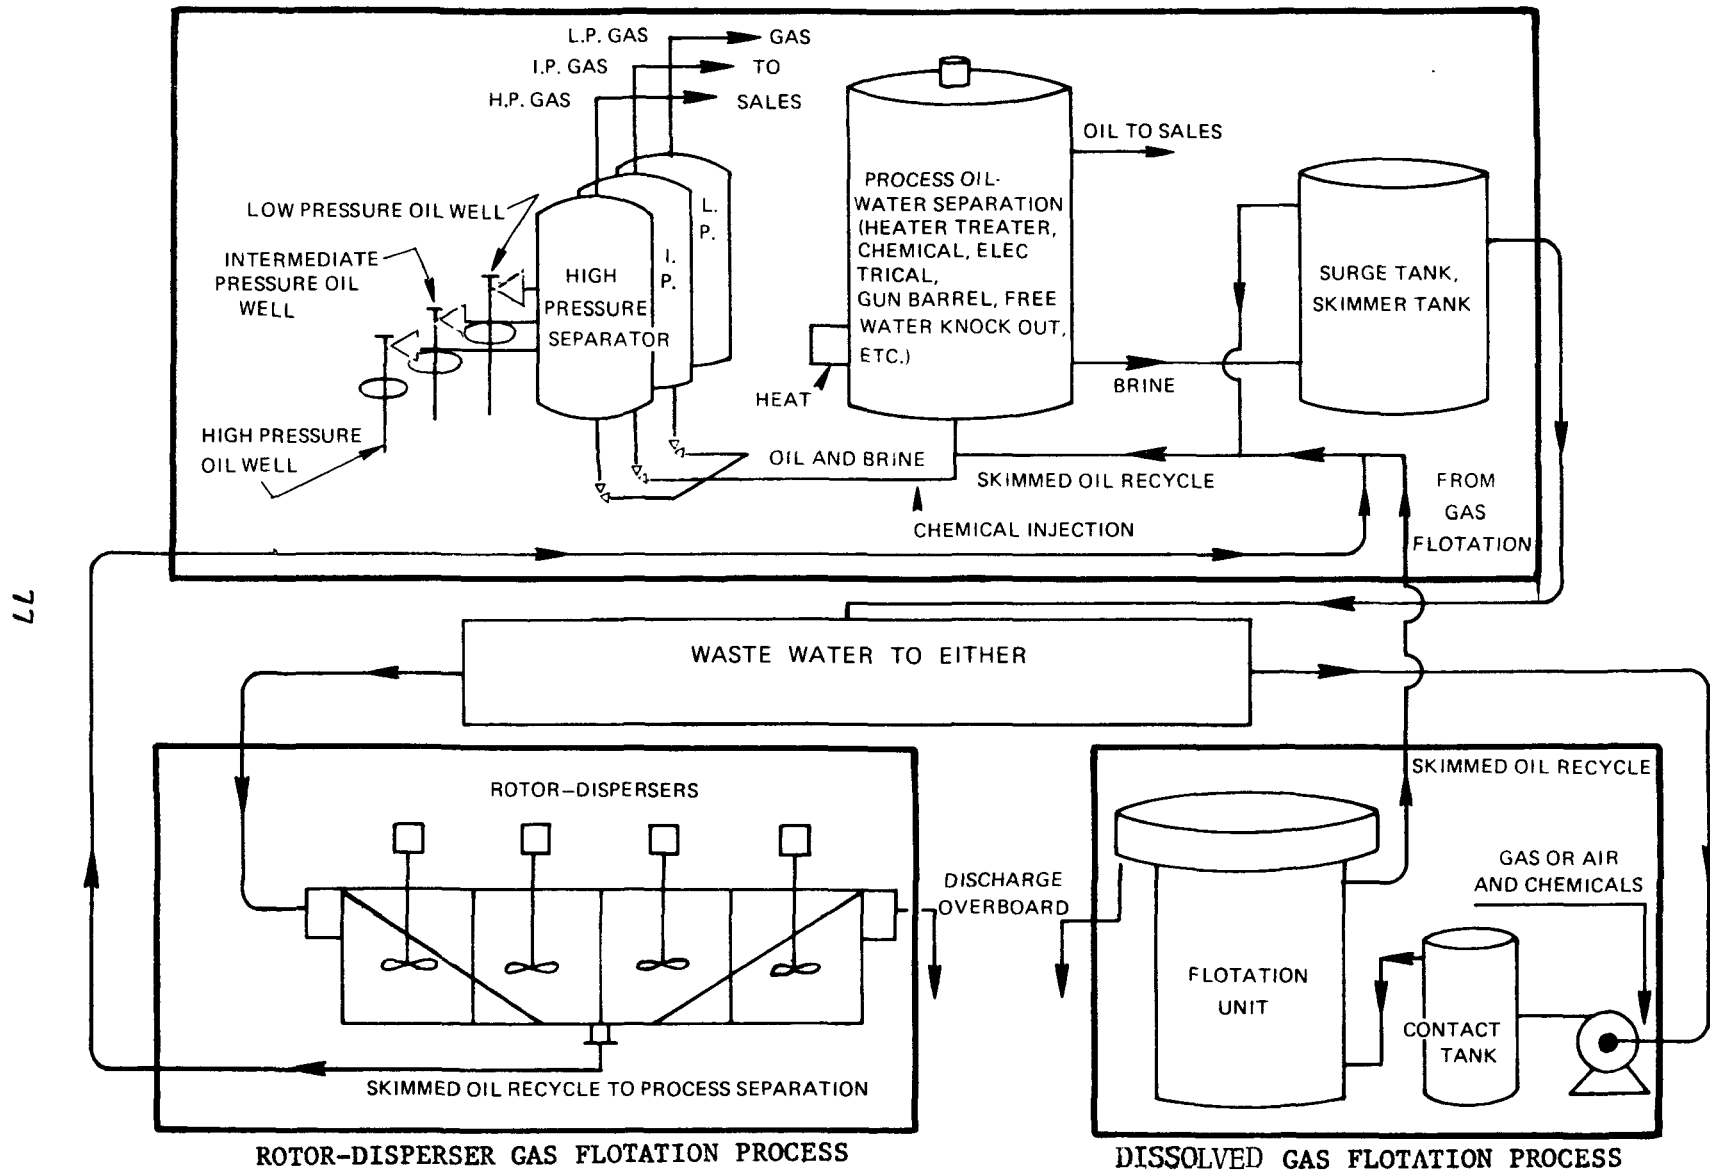 L.P. GAS
GAS
I.P. GAS
TO
H.P. GAS
SALES
OIL TO SALES
LOW PRESSURE OIL WELL
INTERMEDIATE
PRESSURE OIL
WELL
HIGH PRESSURE
OIL WELL
L.
P.
I.
P.
HIGH
PRESSURE
SEPARATOR
PROCESS OIL-
WATER SEPARATION
(HEATER TREATER,
CHEMICAL, ELEC
TRICAL,
GUN BARREL, FREE
WATER KNOCK OUT,
ETC.)
HEAT
BRINE
SURGE TANK,
SKIMMER TANK
OIL AND BRINE
SKIMMED OIL RECYCLE
CHEMICAL INJECTION
FROM
GAS
FLOTATION
77
WASTE WATER TO EITHER
ROTOR-DISPERSERS
DISCHARGE
OVERBOARD
SKIMMED OIL RECYCLE TO PROCESS SEPARATION
ROTOR-DISPERSER GAS FLOTATION PROCESS
SKIMMED OIL RECYCLE
GAS OR AIR
AND CHEMICALS
FLOTATION
UNIT
CONTACT
TANK
DISSOLVED GAS FLOTATION PROCESS